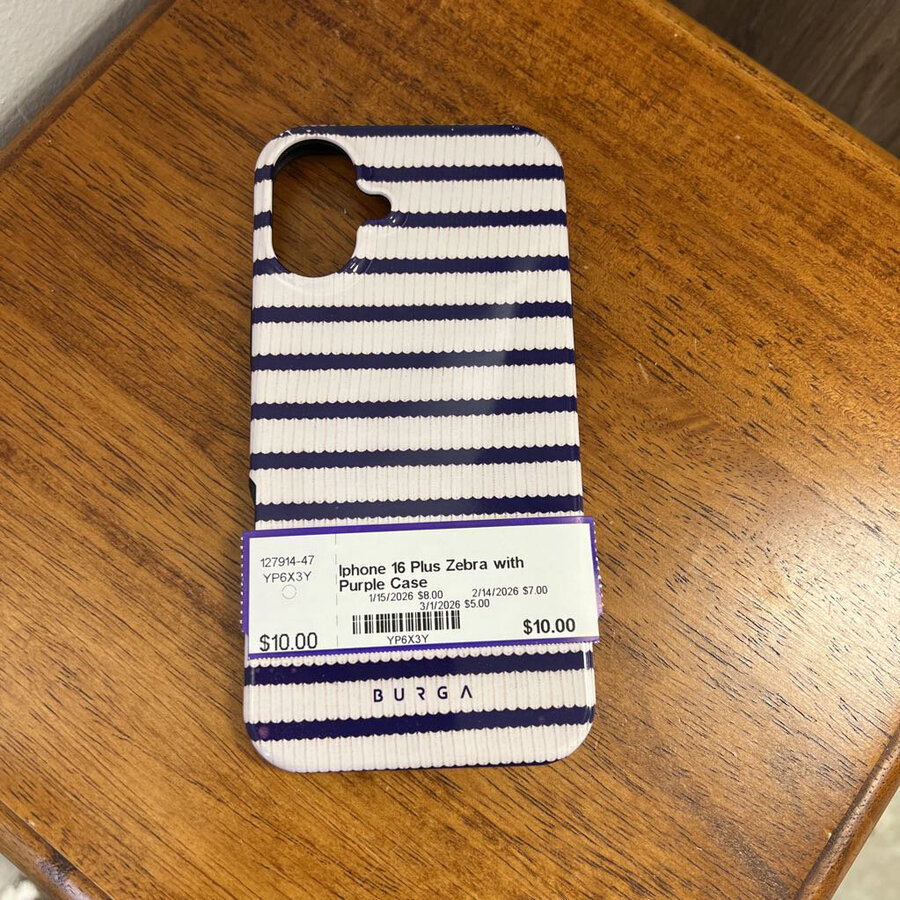 127914-47
YP6X3Y
$10.00
Iphone 16 Plus Zebra with
Purple Case
1/15/2026 $8.00 2/14/2026 $7.00
3/1/2026 $5.00
YP6X3Y
$10.00
BURGA